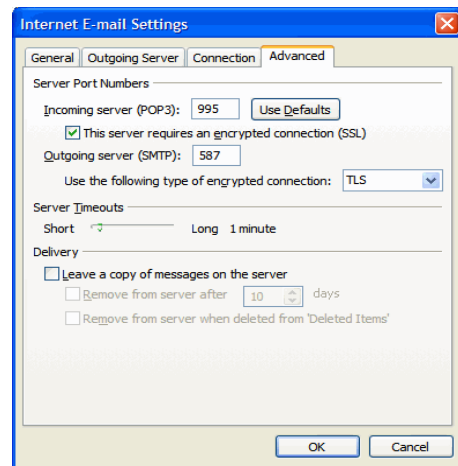 Internet E-mail Settings
General Outgoing Server Connection Advanced
Server Port Numbers
Incoming server (POP3): 995 Use Defaults
This server requires an encrypted connection (SSL)
Outgoing server (SMTP): 587
Use the following type of encrypted connection: TLS
Server Timeouts
Short Long 1 minute
Delivery
Leave a copy of messages on the server
Remove from server after 10 days
Remove from server when deleted from 'Deleted Items'
OK Cancel